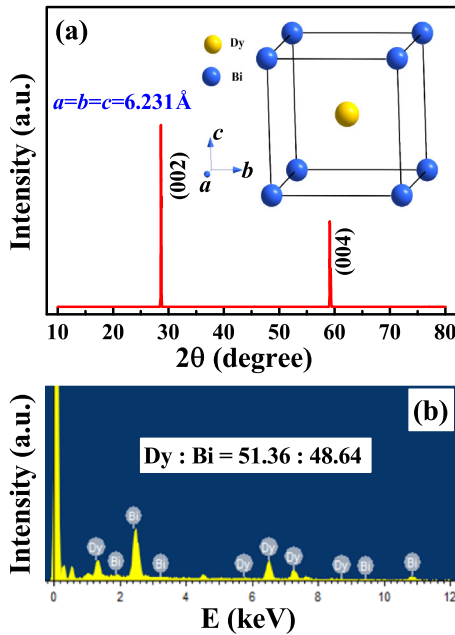 (a)
Dy
Bi
a=b=c=6.231Å
c
b
a
(002)
(004)
Intensity (a.u.)
10 20 30 40 50 60 70 80
2θ (degree)
(b)
Dy : Bi = 51.36 : 48.64
Dy Bi Bi Bi Dy Dy Dy Dy Bi Bi
Intensity (a.u.)
0 2 4 6 8 10 12
E (keV)